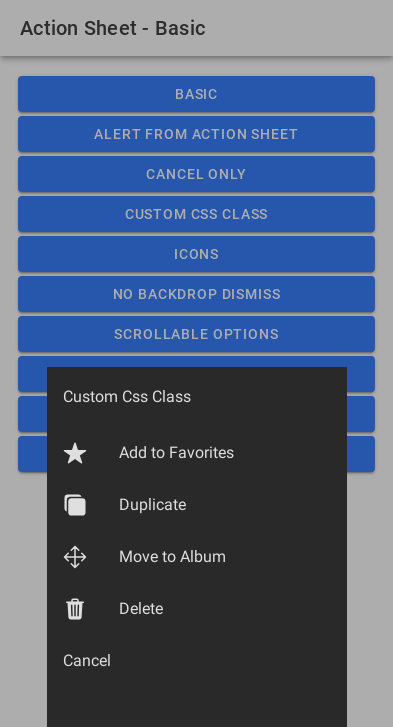 Action Sheet - Basic
BASIC
ALERT FROM ACTION SHEET
CANCEL ONLY
CUSTOM CSS CLASS
ICONS
NO BACKDROP DISMISS
SCROLLABLE OPTIONS
Custom Css Class
Add to Favorites
Duplicate
Move to Album
Delete
Cancel